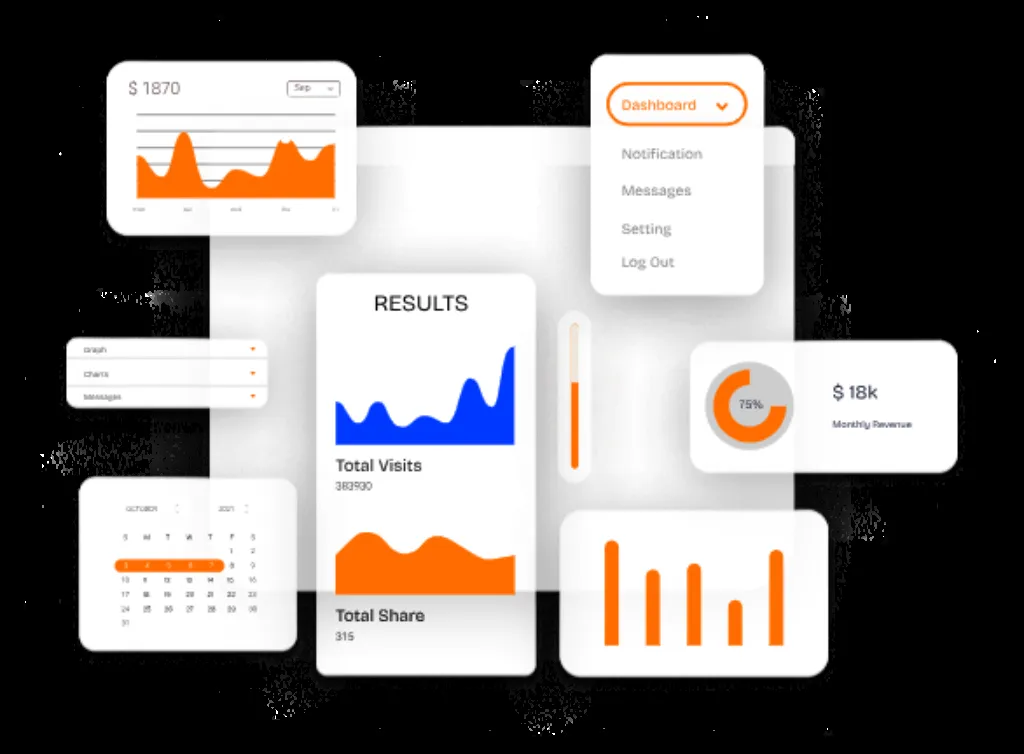 $ 1870
Sep
Dashboard
Notification
Messages
Setting
Log Out
RESULTS
Total Visits
383930
Total Share
315
Graph
Charts
Messages
75%
$ 18k
Monthly Revenue
OCTOBER 2021
S M T W T F S
1 2
3 4 5 6 7 8 9
10 11 12 13 14 15 16
17 18 19 20 21 22 23
24 25 26 27 28 29 30
31